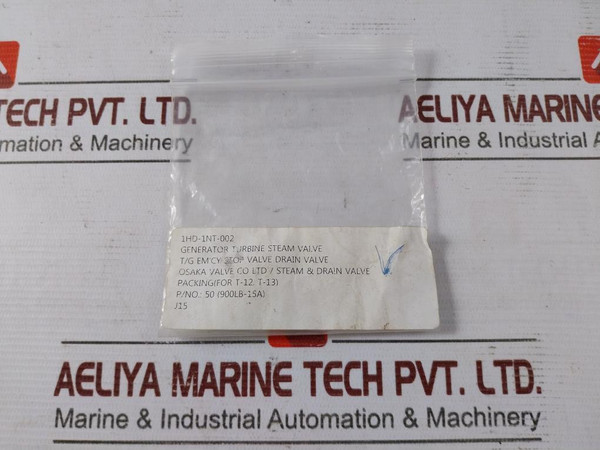 TECH PVT. LTD.
mation & Machinery
AELIYA MARINE
Marine & Industrial A
1HD-1NT-002
GENERATOR TURBINE STEAM VALVE
T/G EM'CY STOP VALVE DRAIN VALVE
OSAKA VALVE CO LTD / STEAM & DRAIN VALVE
PACKING(FOR T-12, T-13)
P/NO.: 50 (900LB-15A)
J15
AELIYA MARINE TECH PVT. LTD.
Marine & Industrial Automation & Machinery